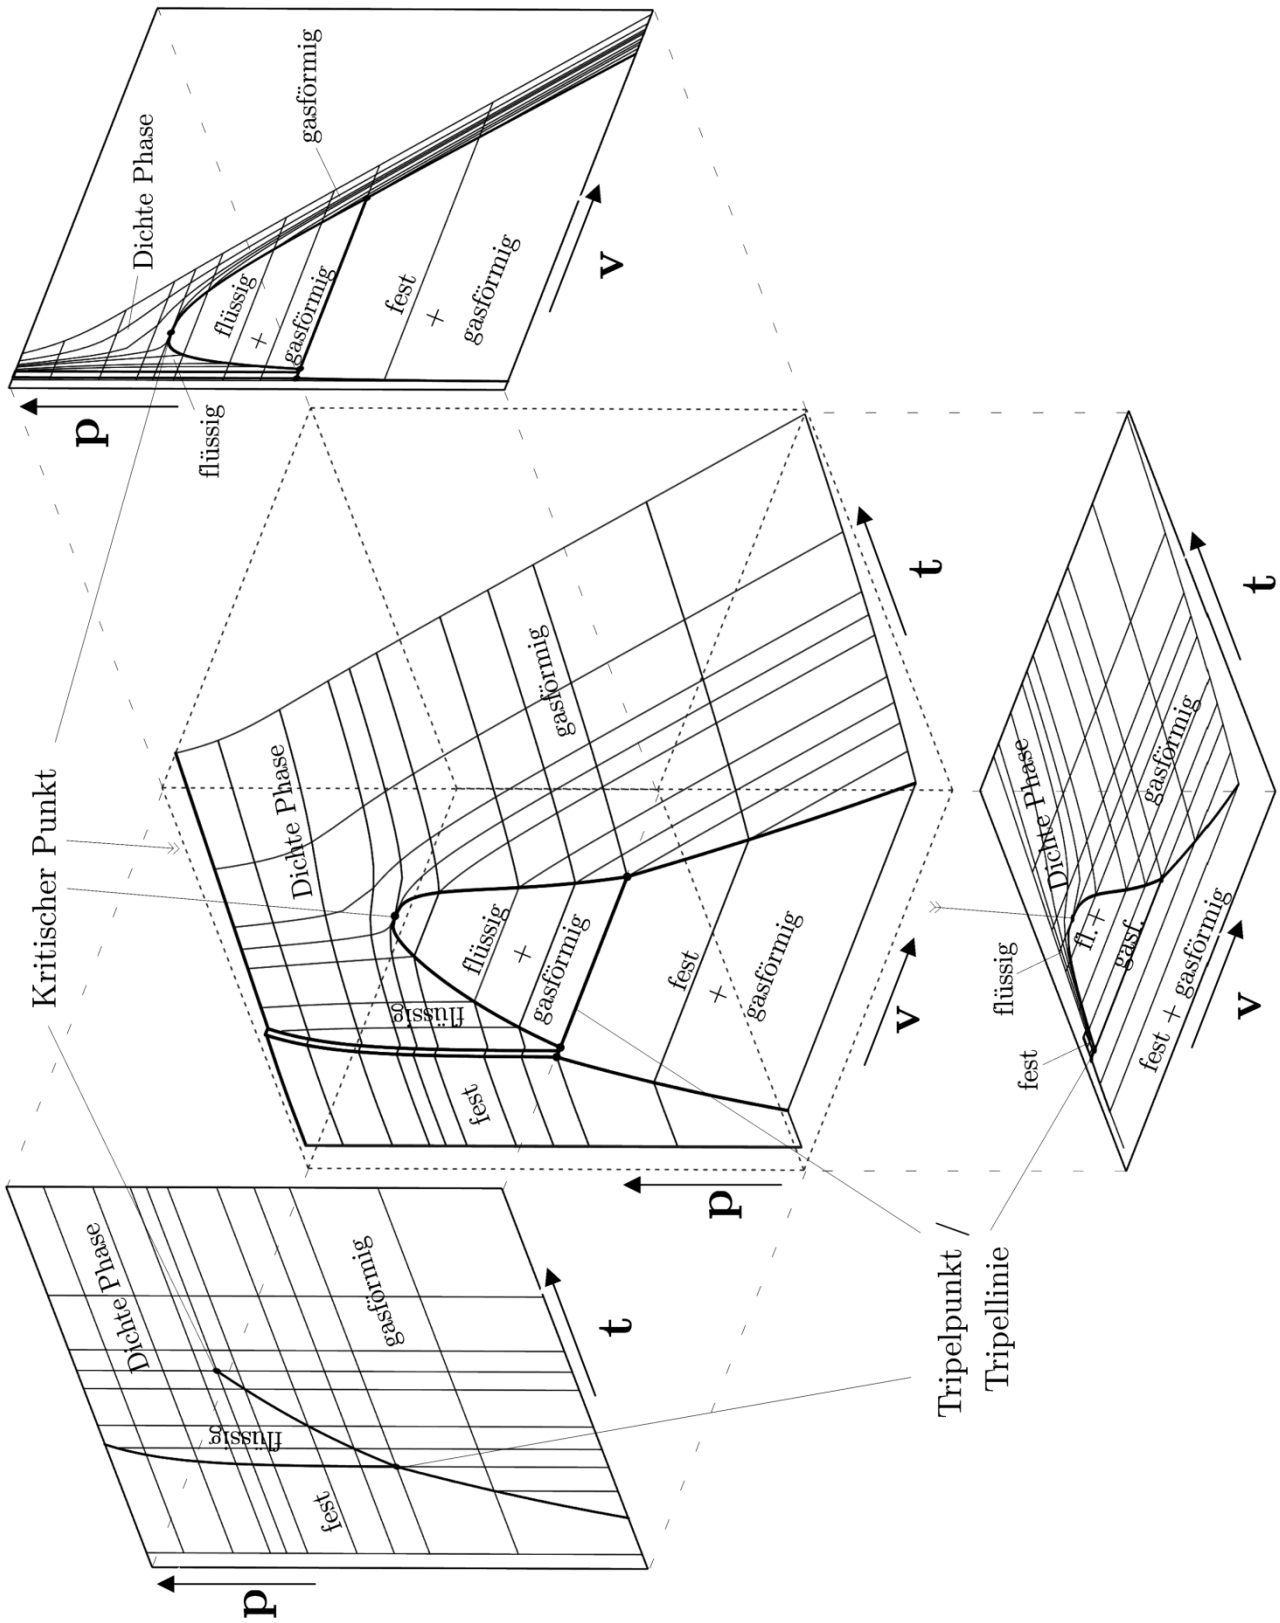 Dichte Phase
gasförmig
flüssig
+
gasförmig
fest
+
gasförmig
p
flüssig
v
Kritischer Punkt
Dichte Phase
gasförmig
flüssig
flüssig
+
gasförmig
fest
fest
+
gasförmig
p
v
t
Dichte Phase
gasförmig
flüssig
fest
p
t
Tripelpunkt /
Tripellinie
Dichte Phase
gasförmig
flüssig
fl. +
gasf.
fest
fest + gasförmig
v
t